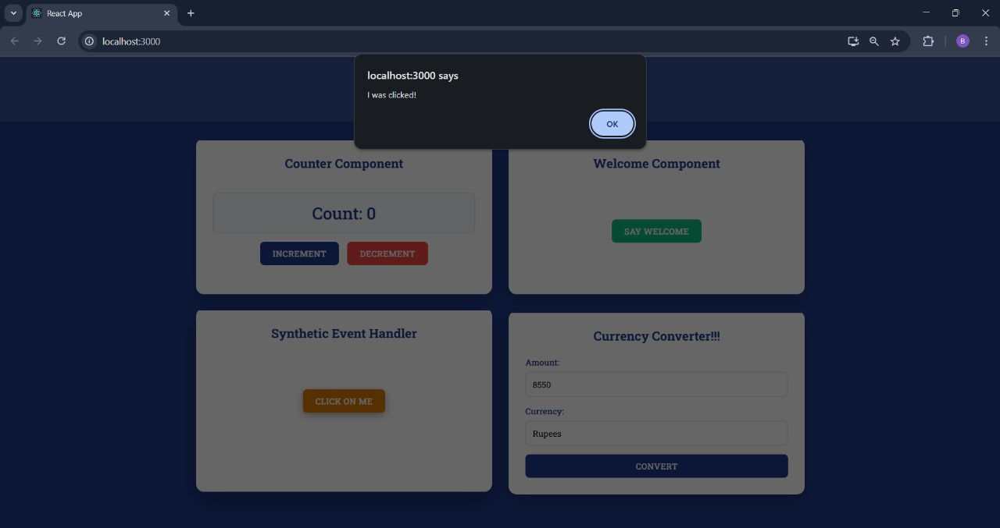 React App
localhost:3000
B
localhost:3000 says
I was clicked!
OK
Counter Component
Count: 0
INCREMENT DECREMENT
Welcome Component
SAY WELCOME
Synthetic Event Handler
CLICK ON ME
Currency Converter!!!
Amount:
8550
Currency:
Rupees
CONVERT